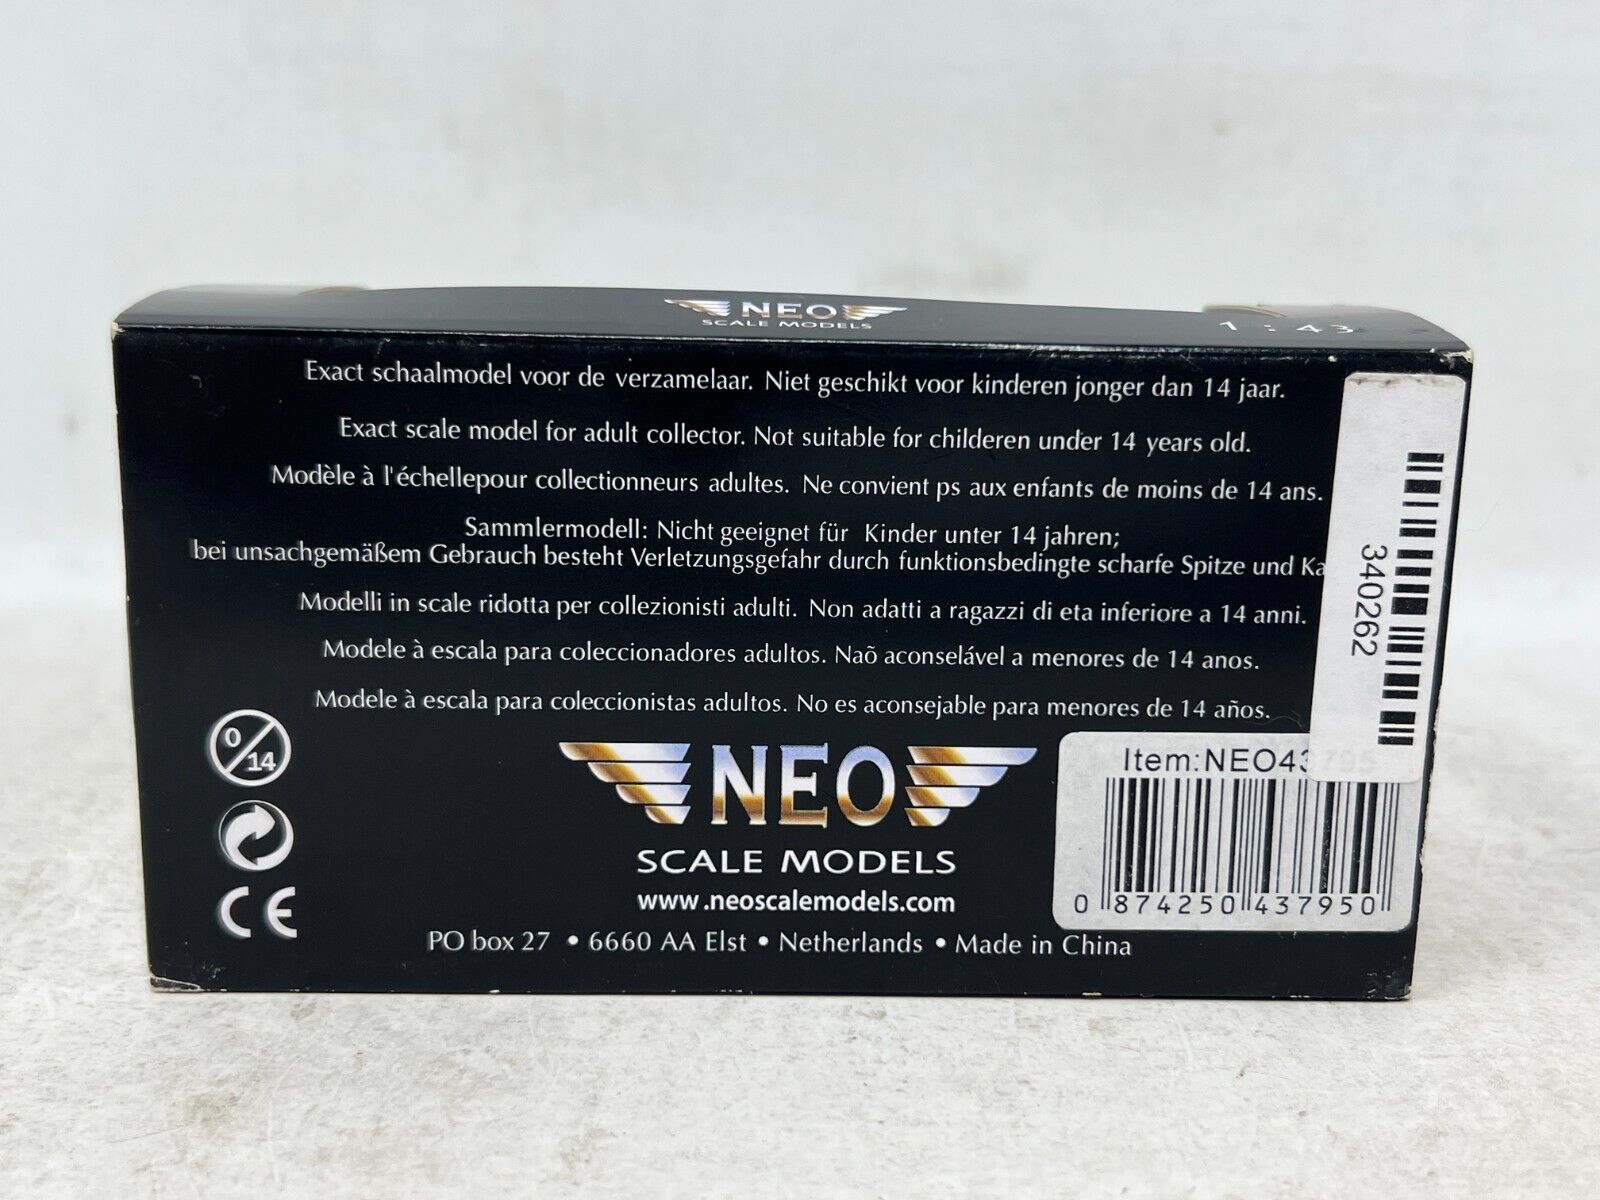 NEO
SCALE MODELS
1:43
Exact schaalmodel voor de verzamelaar. Niet geschikt voor kinderen jonger dan 14 jaar.
Exact scale model for adult collector. Not suitable for childeren under 14 years old.
Modèle à l'échellepour collectionneurs adultes. Ne convient ps aux enfants de moins de 14 ans.
Sammlermodell: Nicht geeignet für Kinder unter 14 jahren;
bei unsachgemäßem Gebrauch besteht Verletzungsgefahr durch funktionsbedingte scharfe Spitze und Ka
Modelli in scale ridotta per collezionisti adulti. Non adatti a ragazzi di eta inferiore a 14 anni.
Modele à escala para coleccionadores adultos. Naõ aconselável a menores de 14 anos.
Modele à escala para coleccionistas adultos. No es aconsejable para menores de 14 años.
0/14
CE
NEO
SCALE MODELS
www.neoscalemodels.com
PO box 27 • 6660 AA Elst • Netherlands • Made in China
340262
Item:NEO43795
0 874250 437950